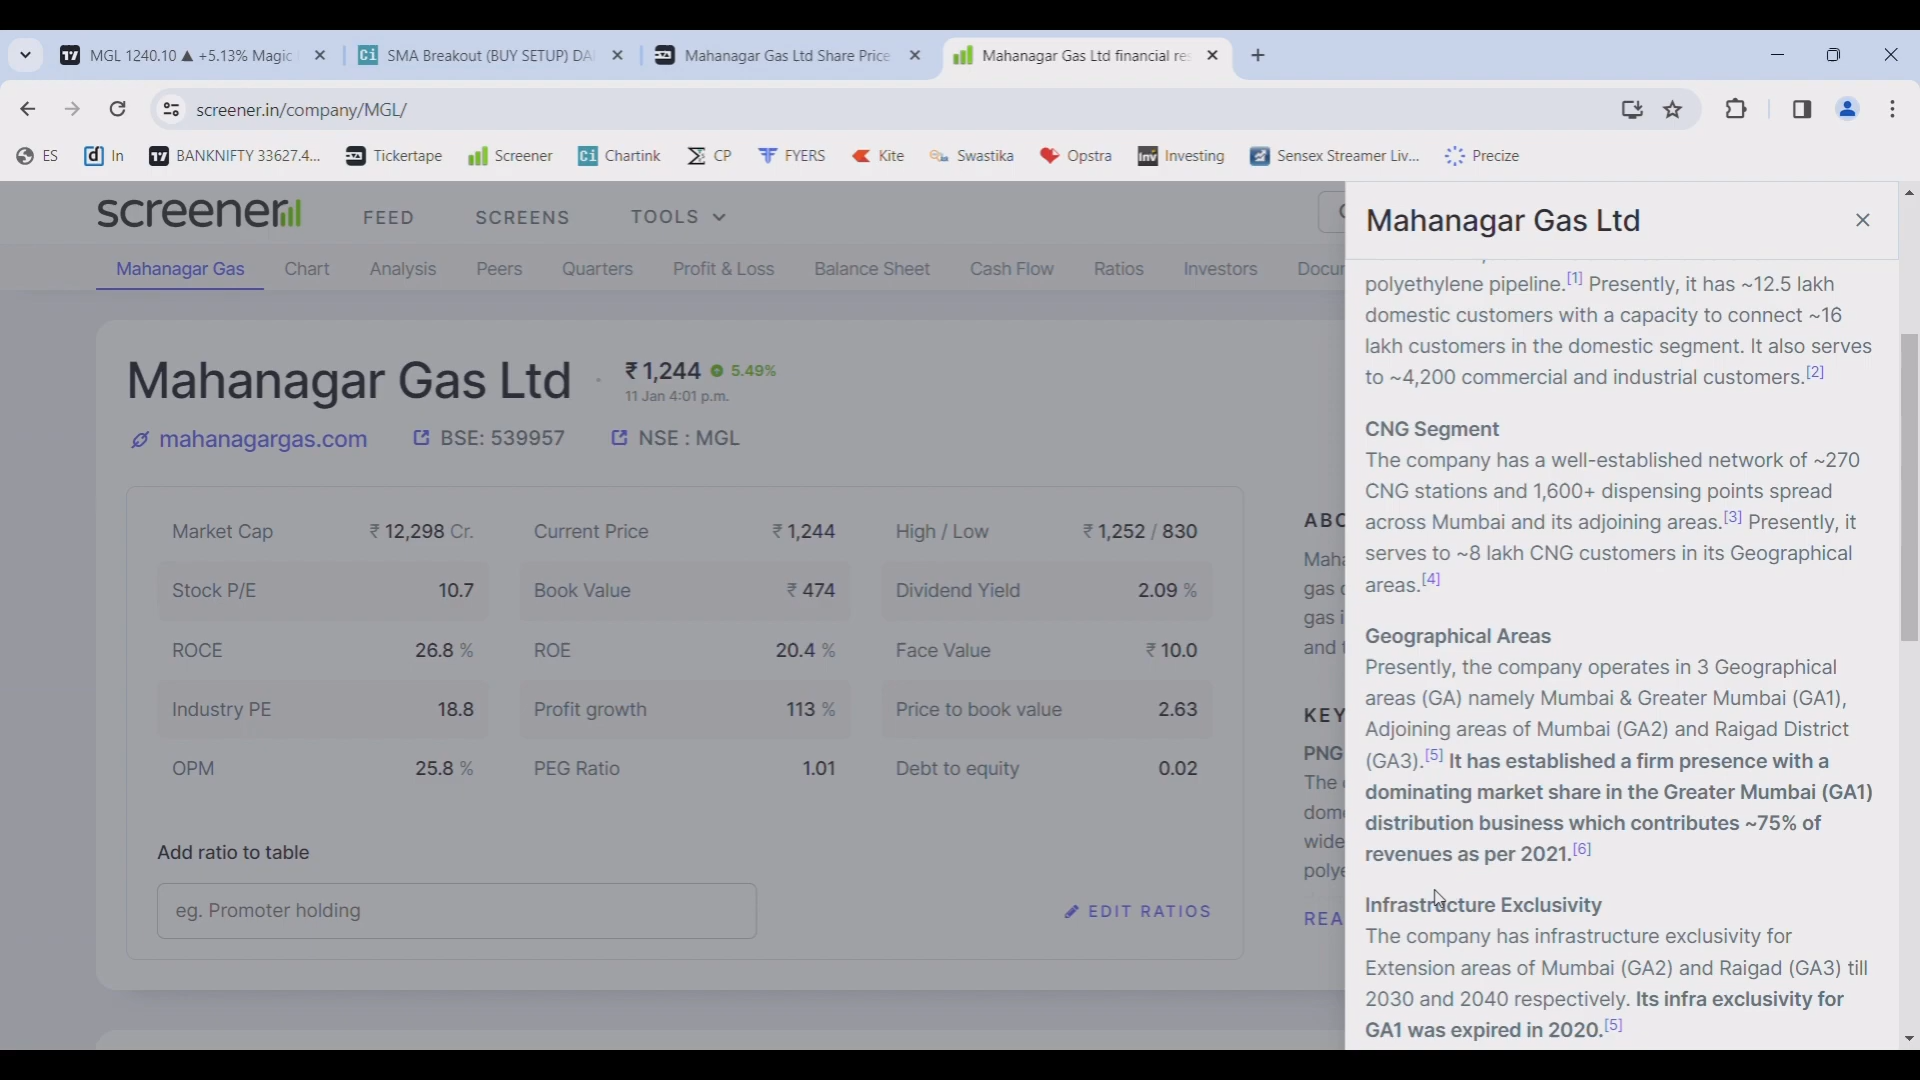 MGL 1240.10 ▲ +5.13% Magic
SMA Breakout (BUY SETUP) DAI
Mahanagar Gas Ltd Share Price
Mahanagar Gas Ltd financial res
screener.in/company/MGL/
ES
In
BANKNIFTY 33627.4...
Tickertape
Screener
Chartink
CP
FYERS
Kite
Swastika
Opstra
Investing
Sensex Streamer Liv...
Precize
screener
FEED
SCREENS
TOOLS
Mahanagar Gas
Chart
Analysis
Peers
Quarters
Profit & Loss
Balance Sheet
Cash Flow
Ratios
Investors
Docur
Mahanagar Gas Ltd
₹ 1,244 5.49%
11 Jan 4:01 p.m.
mahanagargas.com
BSE: 539957
NSE : MGL
Market Cap ₹ 12,298 Cr.
Current Price ₹ 1,244
High / Low ₹ 1,252 / 830
Stock P/E 10.7
Book Value ₹ 474
Dividend Yield 2.09 %
ROCE 26.8 %
ROE 20.4 %
Face Value ₹ 10.0
Industry PE 18.8
Profit growth 113 %
Price to book value 2.63
OPM 25.8 %
PEG Ratio 1.01
Debt to equity 0.02
Add ratio to table
eg. Promoter holding
EDIT RATIOS
ABO
Maha
gas
gas i
and
KEY
PNG
The
dom
wide
polye
REA
Mahanagar Gas Ltd
polyethylene pipeline.[1] Presently, it has ~12.5 lakh
domestic customers with a capacity to connect ~16
lakh customers in the domestic segment. It also serves
to ~4,200 commercial and industrial customers.[2]
CNG Segment
The company has a well-established network of ~270
CNG stations and 1,600+ dispensing points spread
across Mumbai and its adjoining areas.[3] Presently, it
serves to ~8 lakh CNG customers in its Geographical
areas.[4]
Geographical Areas
Presently, the company operates in 3 Geographical
areas (GA) namely Mumbai & Greater Mumbai (GA1),
Adjoining areas of Mumbai (GA2) and Raigad District
(GA3).[5] It has established a firm presence with a
dominating market share in the Greater Mumbai (GA1)
distribution business which contributes ~75% of
revenues as per 2021.[6]
Infrastructure Exclusivity
The company has infrastructure exclusivity for
Extension areas of Mumbai (GA2) and Raigad (GA3) till
2030 and 2040 respectively. Its infra exclusivity for
GA1 was expired in 2020.[5]